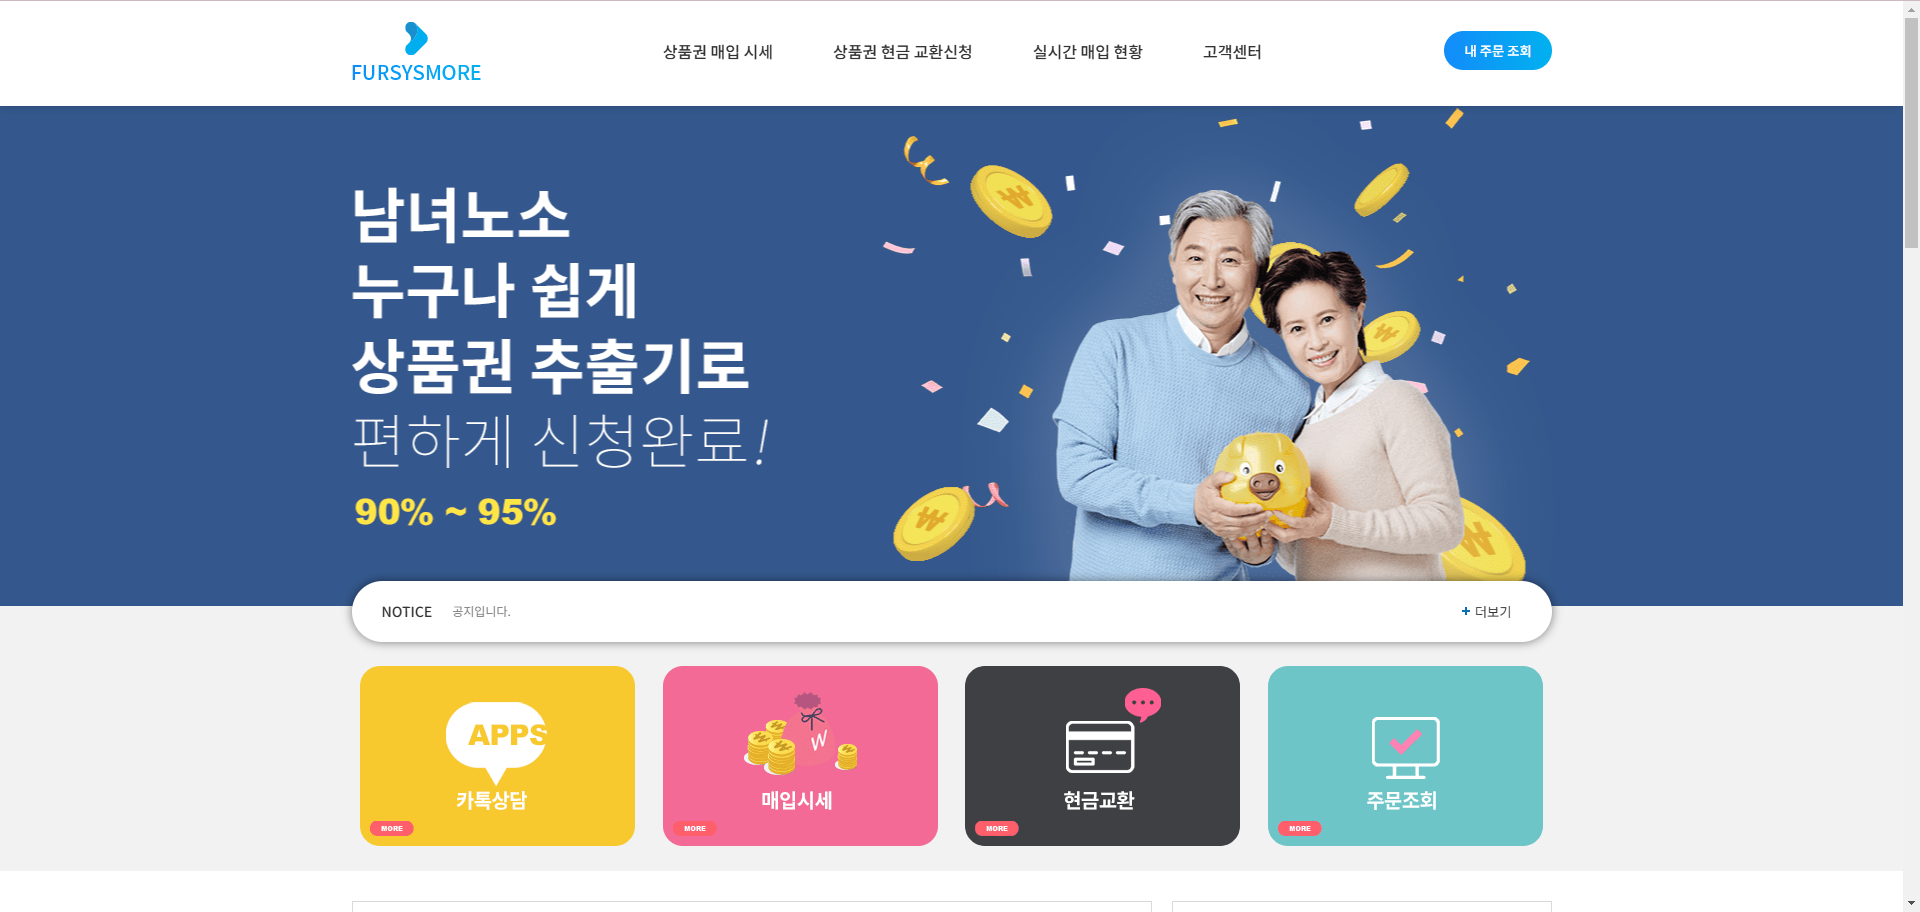 FURSYSMORE
상품권 매입 시세
상품권 현금 교환신청
실시간 매입 현황
고객센터
내 주문 조회
남녀노소
누구나 쉽게
상품권 추출기로
편하게 신청완료!
90% ~ 95%
NOTICE 공지입니다.
+ 더보기
APPS
카톡상담
MORE
W
매입시세
MORE
현금교환
MORE
주문조회
MORE